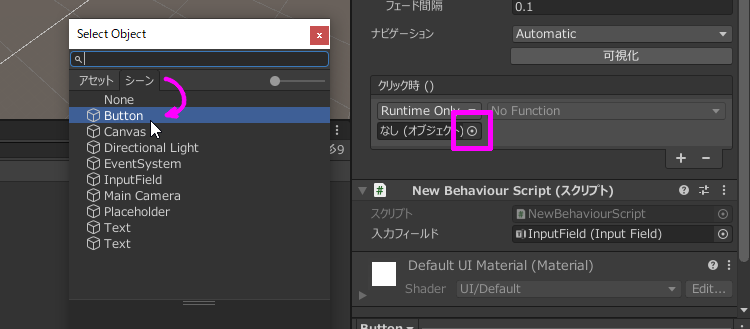 Select Object
x
アセット シーン
None
Button
Canvas
Directional Light
EventSystem
InputField
Main Camera
Placeholder
Text
Text
フェード間隔 0.1
ナビゲーション Automatic
可視化
クリック時 ()
Runtime Only No Function
なし (オブジェクト)
+ −
# New Behaviour Script (スクリプト)
スクリプト NewBehaviourScript
入力フィールド InputField (Input Field)
Default UI Material (Material)
Shader UI/Default Edit...
Button